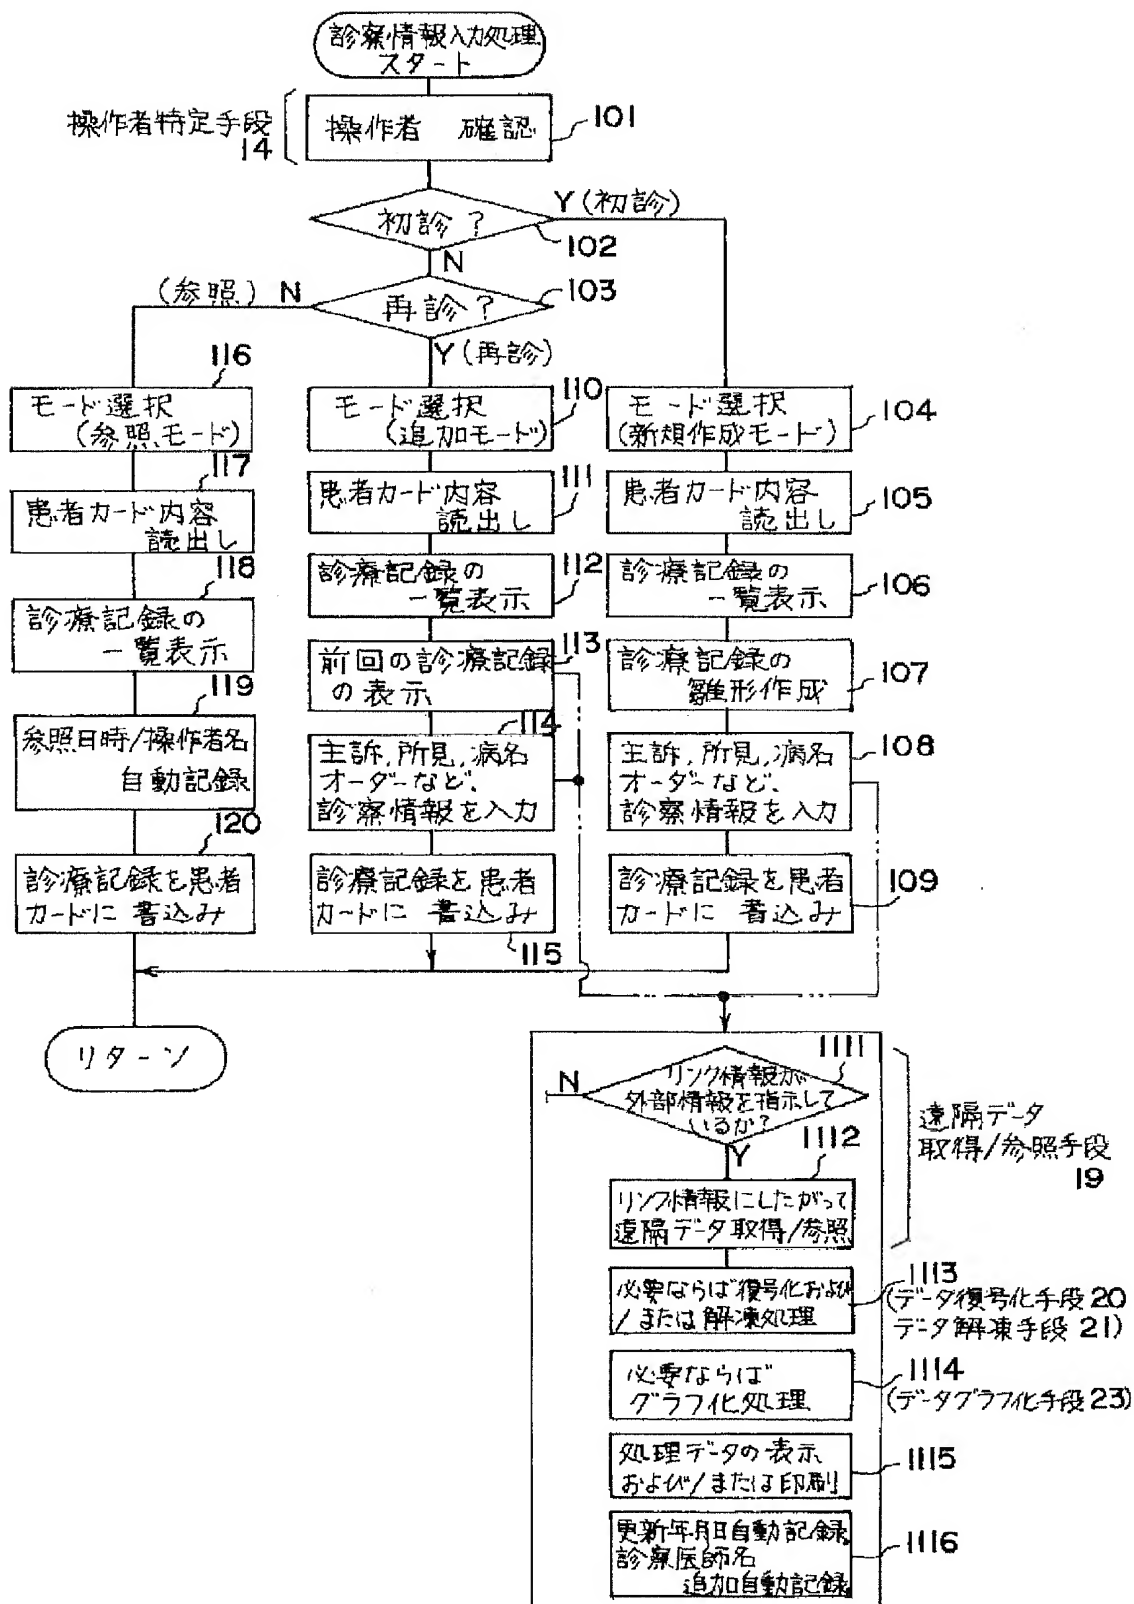 診察情報入力処理
スタート
操作者特定手段
14
操作者 確認
101
初診?
Y(初診)
102
N
(参照) N
再診?
103
Y(再診)
116
モード選択
(参照モード)
110
モード選択
(追加モード)
モード選択
(新規作成モード)
104
117
患者カード内容
読出し
患者カード内容
読出し
111
患者カード内容
読出し
105
118
診療記録の
一覧表示
診療記録の
一覧表示
112
診療記録の
一覧表示
106
前回の診療記録
の表示
113
診療記録の
雛形作成
107
119
参照日時/操作者名
自動記録
114
主訴,所見,病名
オーダーなど、
診察情報を入力
主訴,所見,病名
オーダーなど、
診察情報を入力
108
120
診療記録を患者
カードに書込み
診療記録を患者
カードに書込み
115
診療記録を患者
カードに書込み
109
リターン
1111
リンク情報が
外部情報を指示して
いるか?
N
Y
1112
リンク情報にしたがって
遠隔データ取得/参照
遠隔データ
取得/参照手段
19
必要ならば復号化および
/または解凍処理
1113
(データ復号化手段20
データ解凍手段21)
必要ならば
グラフ化処理
1114
(データグラフ化手段23)
処理データの表示
および/または印刷
1115
更新年月日自動記録
診察医師名
追加自動記録
1116